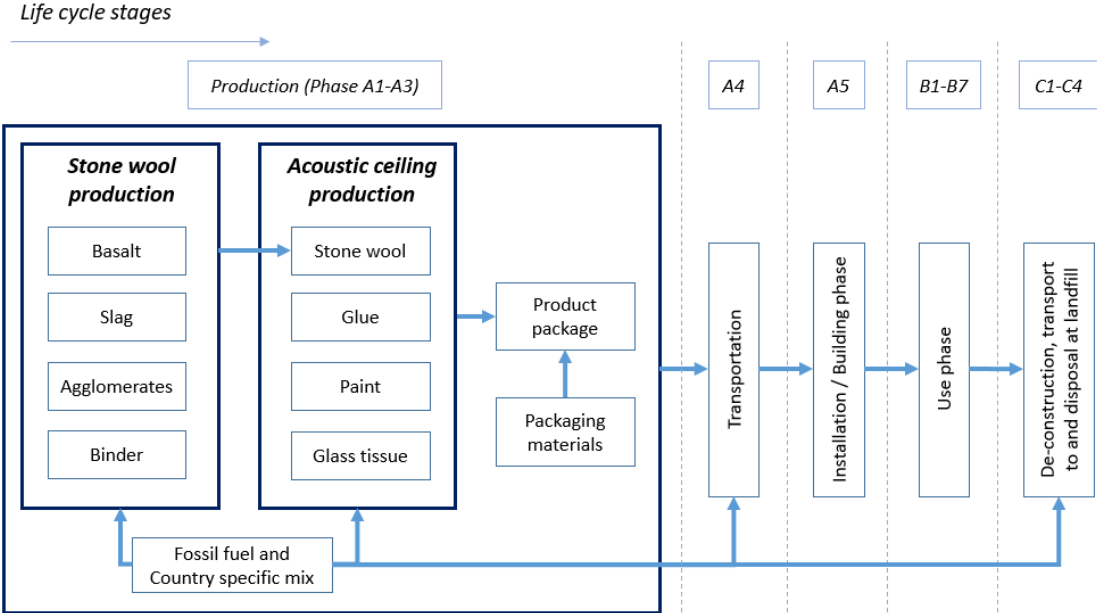 Life cycle stages
Production (Phase A1-A3)
A4
A5
B1-B7
C1-C4
Stone wool
production
Basalt
Slag
Agglomerates
Binder
Acoustic ceiling
production
Stone wool
Glue
Paint
Glass tissue
Product
package
Packaging
materials
Fossil fuel and
Country specific mix
Transportation
Installation / Building phase
Use phase
De-construction, transport
to and disposal at landfill